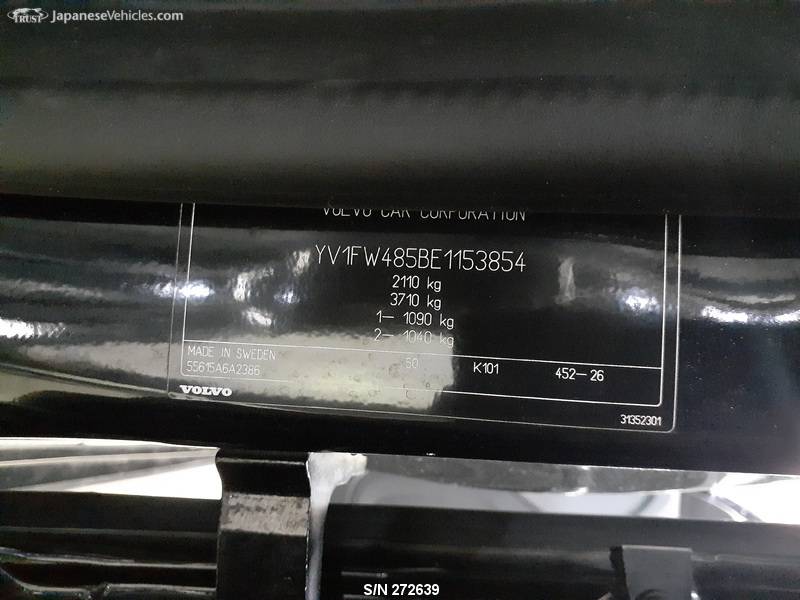 TRUST JapaneseVehicles.com
VOLVO CAR CORPORATION
YV1FW485BE1153854
2110 kg
3710 kg
1- 1090 kg
2- 1040 kg
MADE IN SWEDEN
55615A6A2386
50 K101 452-26
VOLVO
31352301
S/N 272639